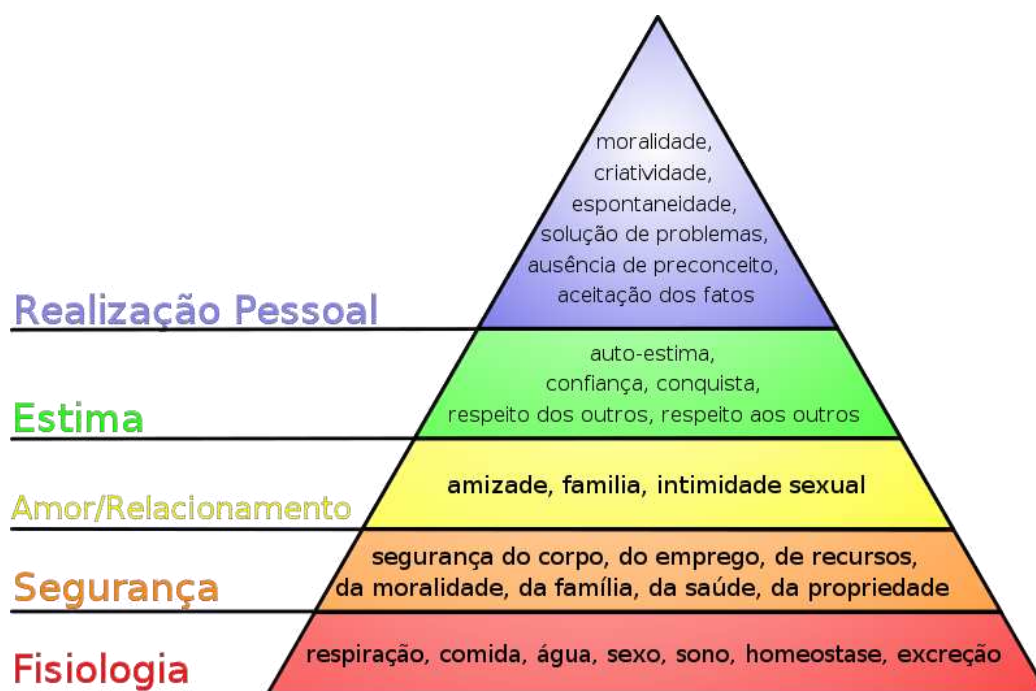 moralidade,
criatividade,
espontaneidade,
solução de problemas,
ausência de preconceito,
aceitação dos fatos
Realização Pessoal
auto-estima,
confiança, conquista,
respeito dos outros, respeito aos outros
Estima
amizade, familia, intimidade sexual
Amor/Relacionamento
segurança do corpo, do emprego, de recursos,
da moralidade, da família, da saúde, da propriedade
Segurança
respiração, comida, água, sexo, sono, homeostase, excreção
Fisiologia